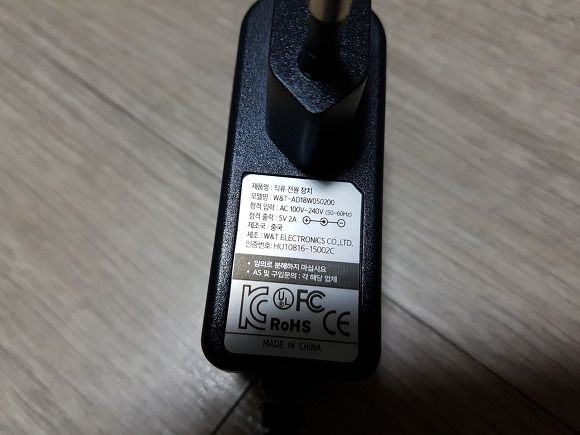 제품명 : 직류 전원 장치
모델명 : W&T-AD18W050200
정격 입력 : AC 100V-240V (50-60Hz)
정격 출력 : 5V 2A
제조국 : 중국
제조 : W&T ELECTRONICS CO.,LTD.
인증번호: HU10816-15002C
• 임의로 분해하지 마십시요
• AS 및 구입문의 : 각 해당 업체
KC UL FC CE
RoHS
MADE IN CHINA